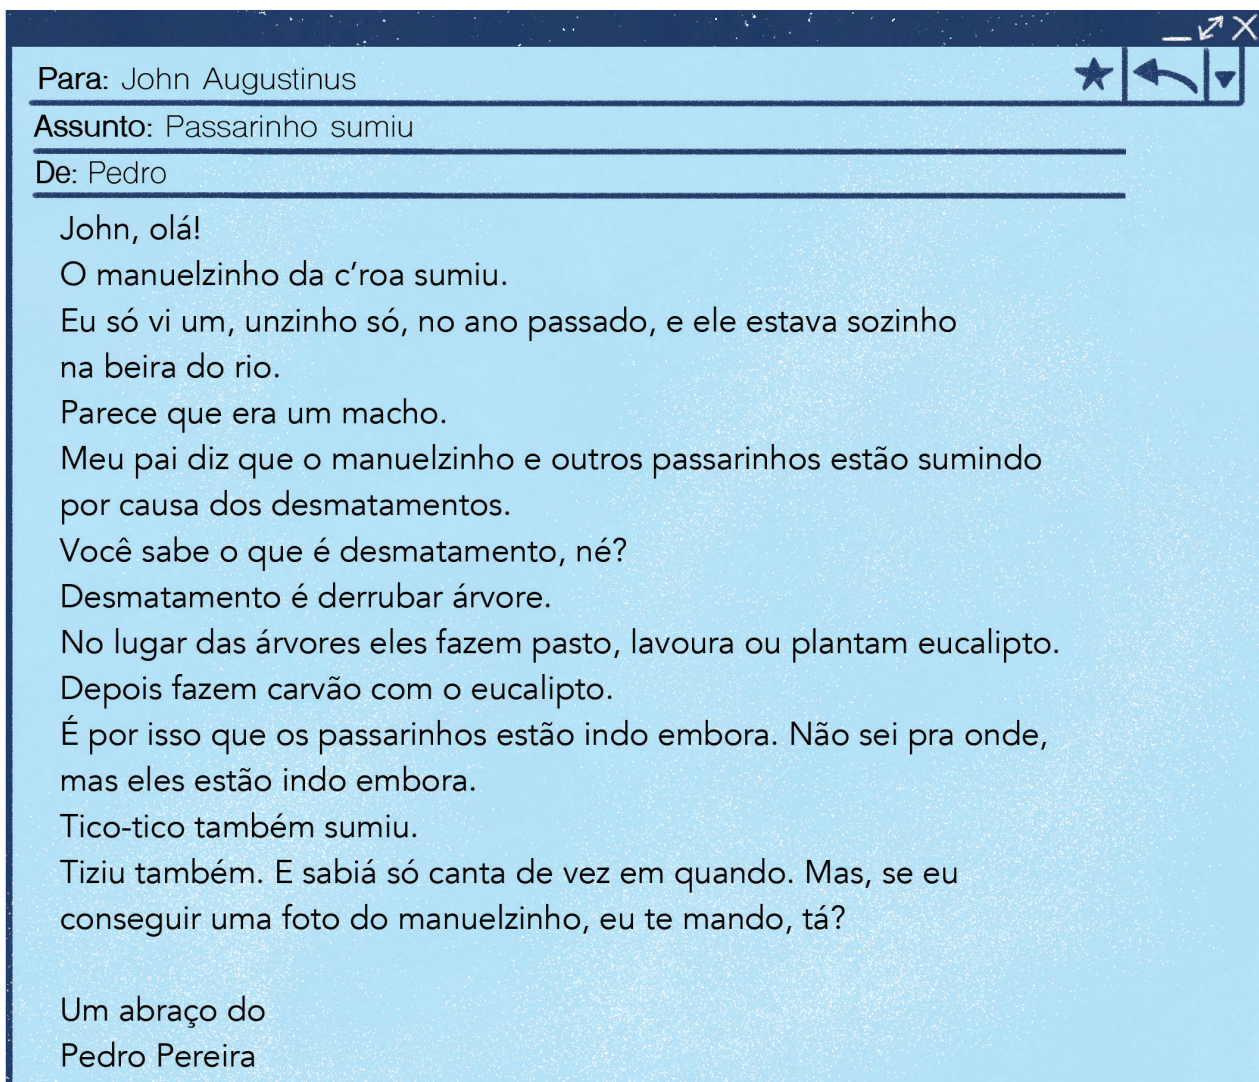 Para: John Augustinus
Assunto: Passarinho sumiu
De: Pedro
John, olá!
O manuelzinho da c’roa sumiu.
Eu só vi um, unzinho só, no ano passado, e ele estava sozinho
na beira do rio.
Parece que era um macho.
Meu pai diz que o manuelzinho e outros passarinhos estão sumindo
por causa dos desmatamentos.
Você sabe o que é desmatamento, né?
Desmatamento é derrubar árvore.
No lugar das árvores eles fazem pasto, lavoura ou plantam eucalipto.
Depois fazem carvão com o eucalipto.
É por isso que os passarinhos estão indo embora. Não sei pra onde,
mas eles estão indo embora.
Tico-tico também sumiu.
Tiziu também. E sabiá só canta de vez em quando. Mas, se eu
conseguir uma foto do manuelzinho, eu te mando, tá?
Um abraço do
Pedro Pereira